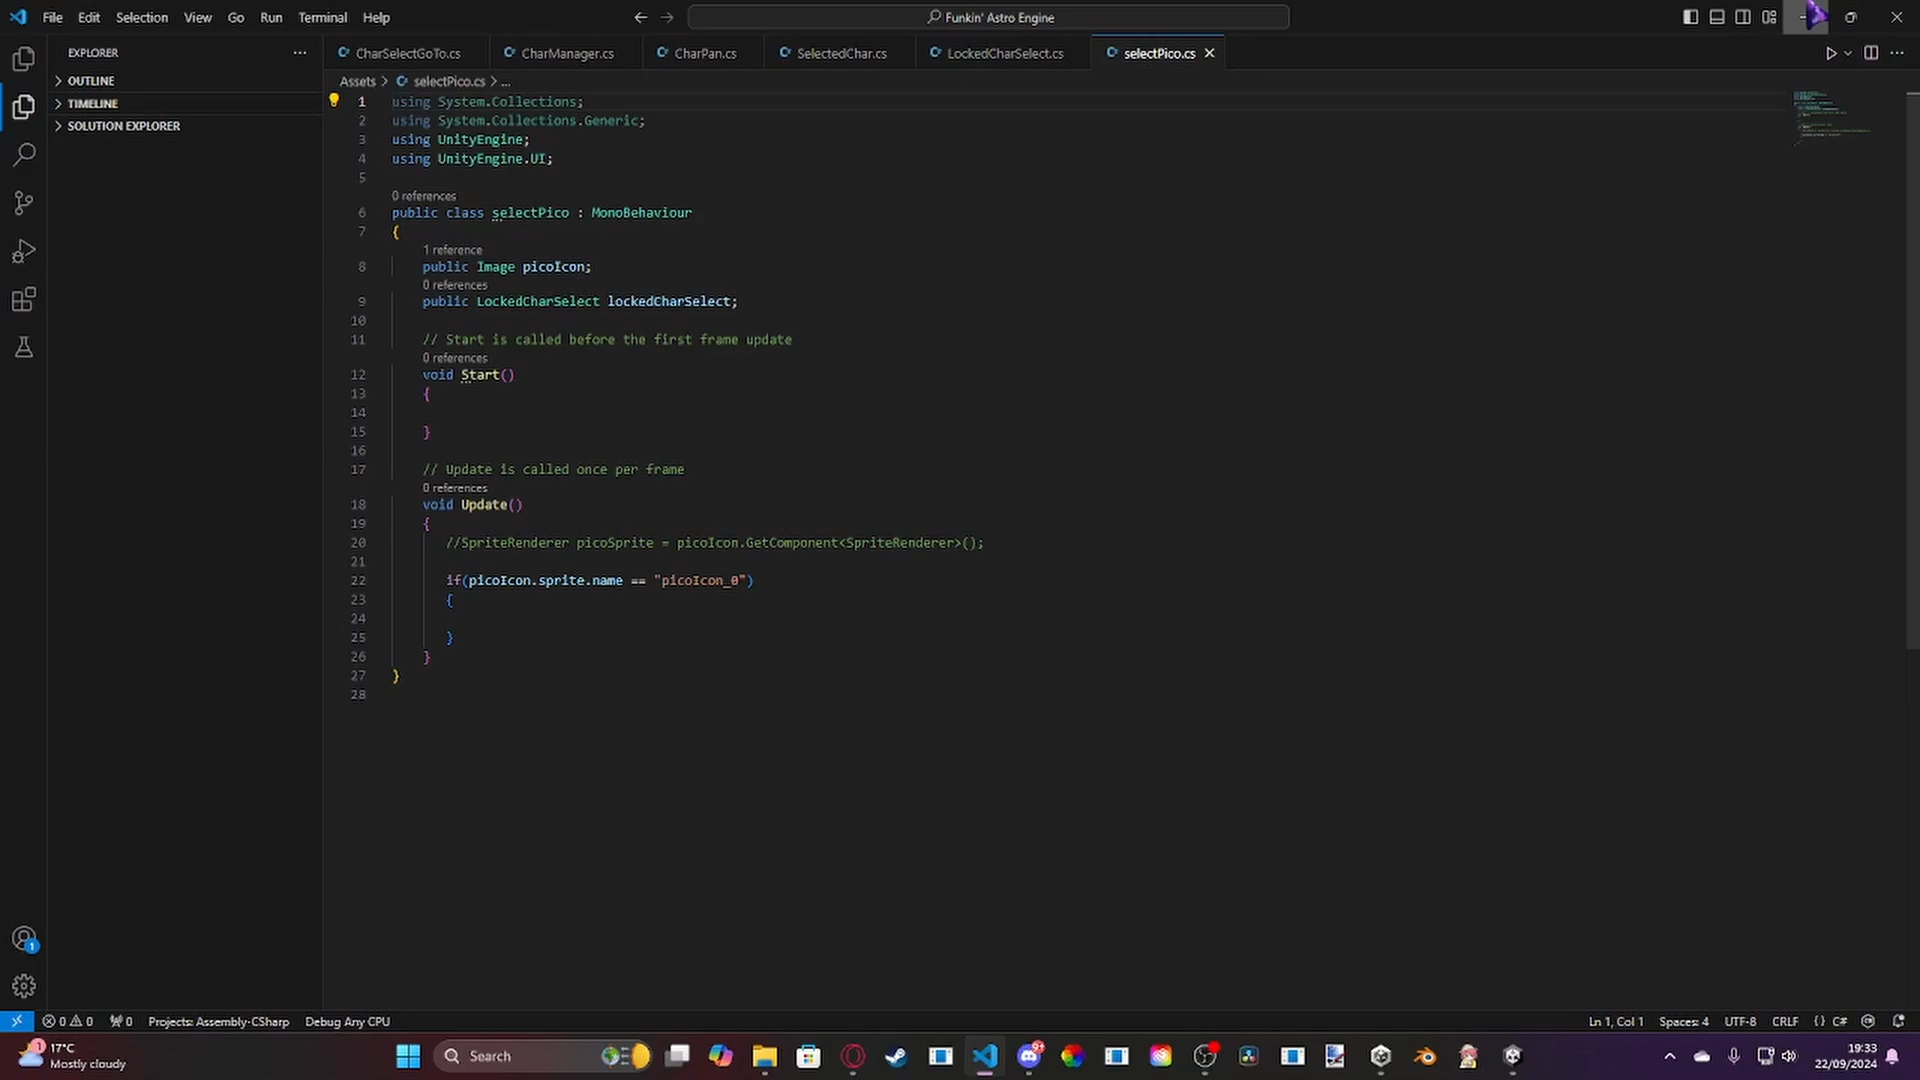 File Edit Selection View Go Run Terminal Help
Funkin' Astro Engine
EXPLORER
OUTLINE
TIMELINE
SOLUTION EXPLORER
CharSelectGoTo.cs CharManager.cs CharPan.cs SelectedChar.cs LockedCharSelect.cs selectPico.cs
Assets > selectPico.cs > ...
1 using System.Collections;
2 using System.Collections.Generic;
3 using UnityEngine;
4 using UnityEngine.UI;
5
0 references
6 public class selectPico : MonoBehaviour
7 {
1 reference
8 public Image picoIcon;
0 references
9 public LockedCharSelect lockedCharSelect;
10
11 // Start is called before the first frame update
0 references
12 void Start()
13 {
14
15 }
16
17 // Update is called once per frame
0 references
18 void Update()
19 {
20 //SpriteRenderer picoSprite = picoIcon.GetComponent<SpriteRenderer>();
21
22 if(picoIcon.sprite.name == "picoIcon_0")
23 {
24
25 }
26 }
27 }
28
1
0 0 0 Projects: Assembly-CSharp Debug Any CPU
Ln 1, Col 1 Spaces: 4 UTF-8 CRLF {} C#
1
17°C
Mostly cloudy
Search
9+
19:33
22/09/2024